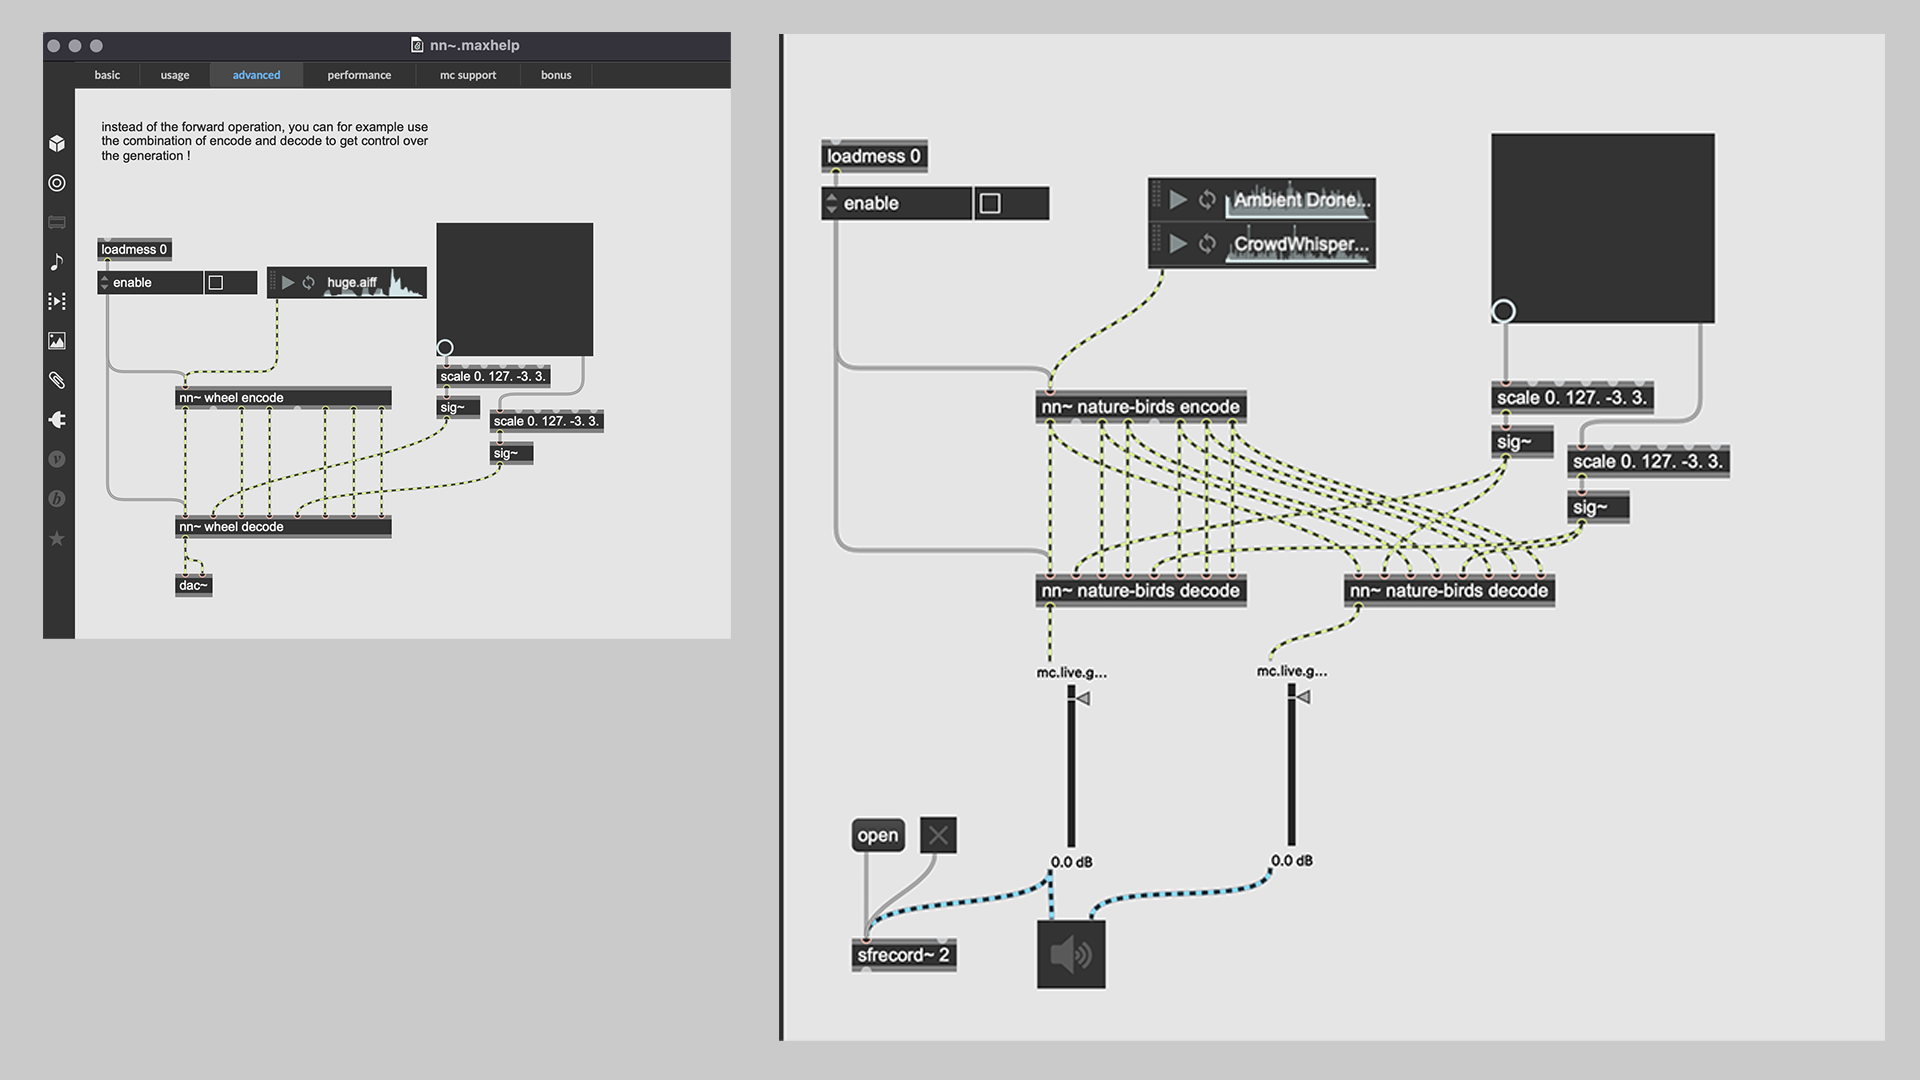 nn~.maxhelp
basic usage advanced performance mc support bonus
instead of the forward operation, you can for example use
the combination of encode and decode to get control over
the generation !
loadmess 0
enable
huge.aiff
scale 0. 127. -3. 3.
nn~ wheel encode
sig~
scale 0. 127. -3. 3.
sig~
nn~ wheel decode
dac~
loadmess 0
enable
Ambient Drone...
CrowdWhisper...
scale 0. 127. -3. 3.
nn~ nature-birds encode
sig~
scale 0. 127. -3. 3.
sig~
nn~ nature-birds decode
nn~ nature-birds decode
mc.live.g...
mc.live.g...
open
0.0 dB
0.0 dB
sfrecord~ 2